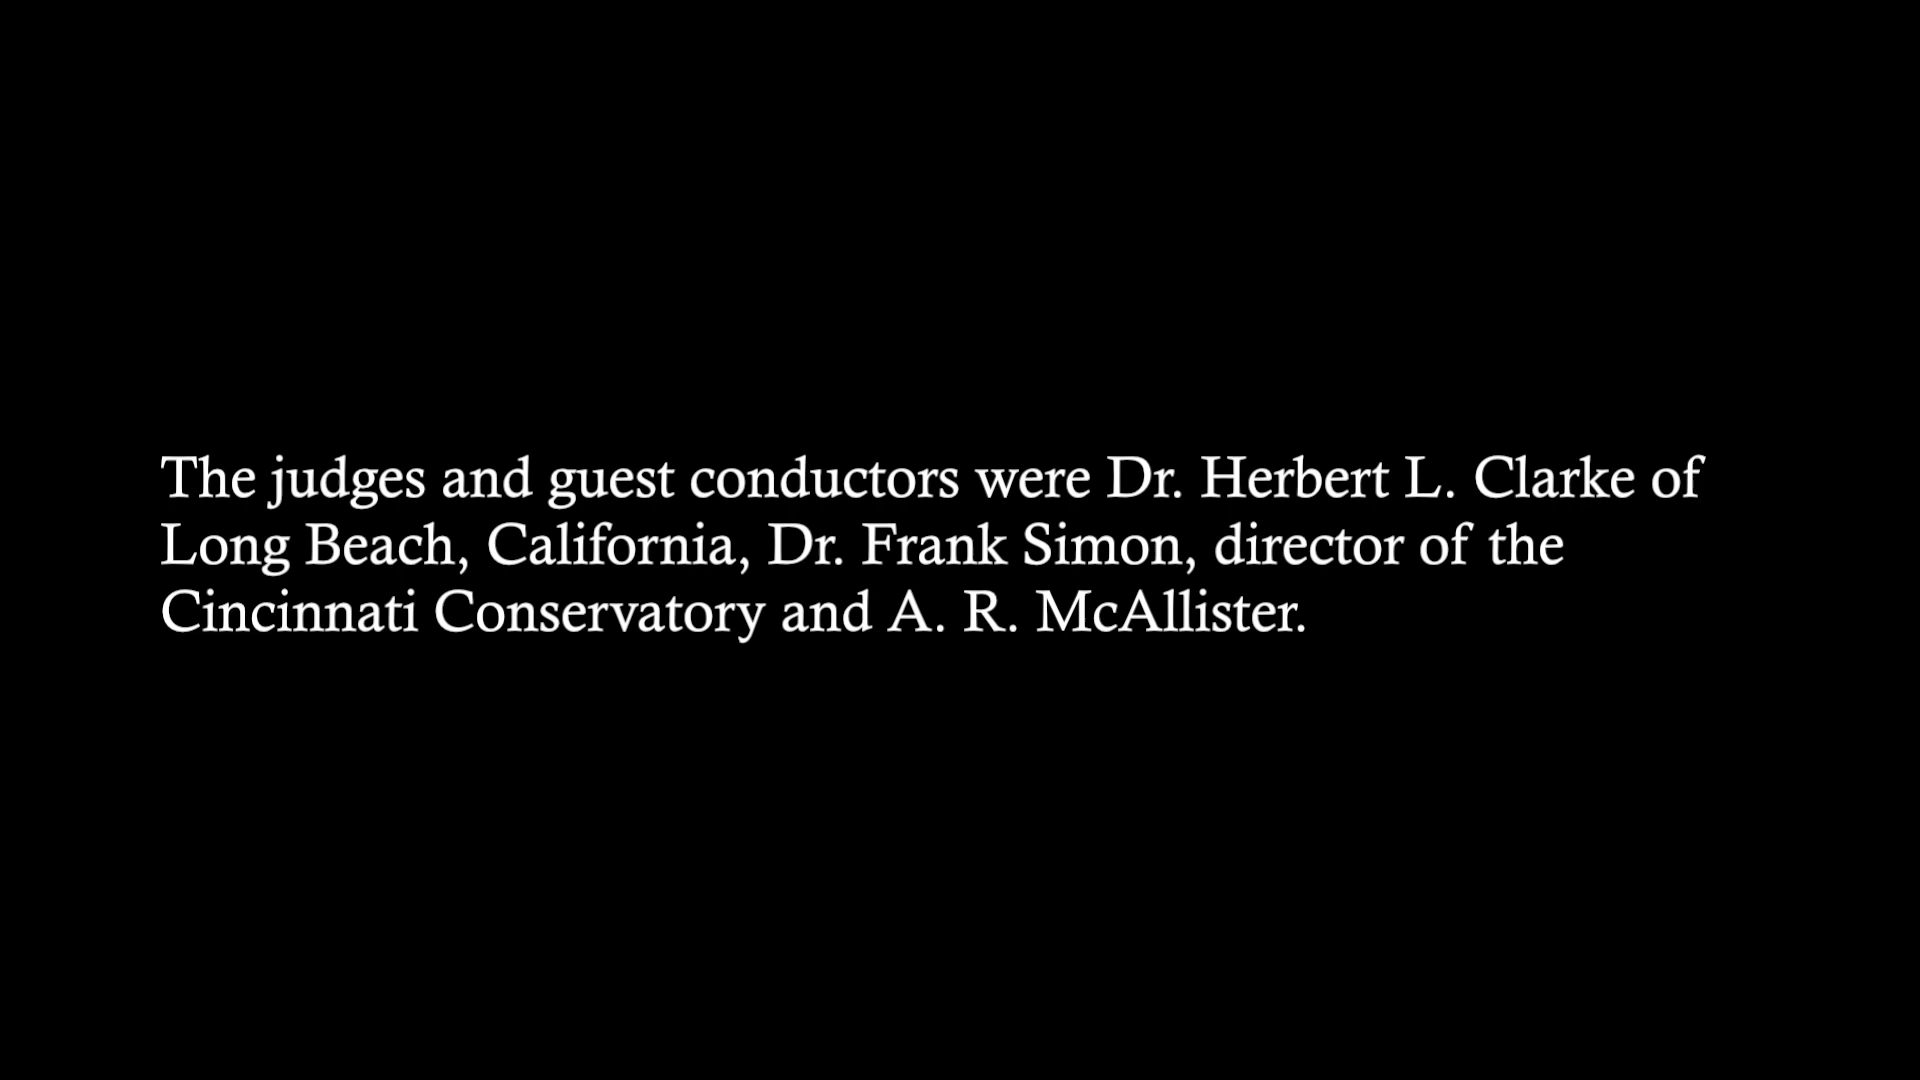 The judges and guest conductors were Dr. Herbert L. Clarke of
Long Beach, California, Dr. Frank Simon, director of the
Cincinnati Conservatory and A. R. McAllister.